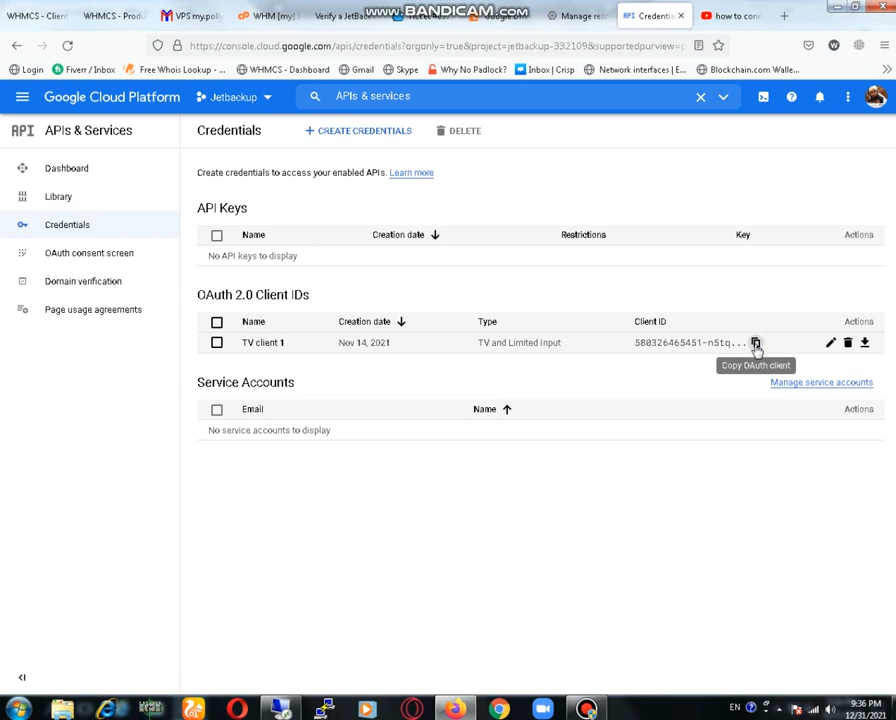 WHMCS - Client
WHMCS - Produ
VPS my.poly
WHM [my]
Verify a JetBac
Manage res
API Credentia
how to conn
WWW.BANDICAM.COM
https://console.cloud.google.com/apis/credentials?orgonly=true&project=jetbackup-332109&supportedpurview=p
Login
Fiverr / Inbox
Free Whois Lookup - ...
WHMCS - Dashboard
Gmail
Skype
Why No Padlock?
Inbox | Crisp
Network interfaces | E...
Blockchain.com Walle...
Google Cloud Platform
Jetbackup
APIs & services
API APIs & Services
Credentials
+ CREATE CREDENTIALS
DELETE
Dashboard
Library
Credentials
OAuth consent screen
Domain verification
Page usage agreements
Create credentials to access your enabled APIs. Learn more
API Keys
Name Creation date Restrictions Key Actions
No API keys to display
OAuth 2.0 Client IDs
Name Creation date Type Client ID Actions
TV client 1 Nov 14, 2021 TV and Limited Input 580326465451-n5tq...
Copy OAuth client
Service Accounts
Manage service accounts
Email Name Actions
No service accounts to display
EN
9:36 PM
12/31/2021